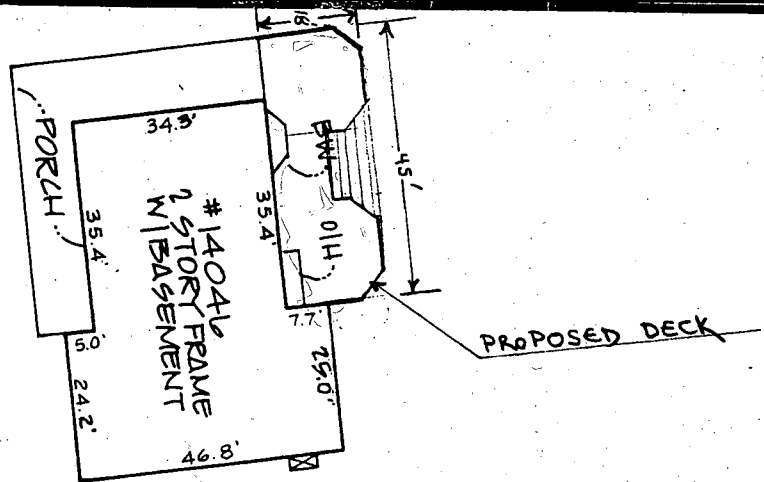 18'
45'
34.3'
PORCH
35.4'
35.4'
B.W.
O/H
#14046
2 STORY FRAME
W/BASEMENT
7.7'
25.0'
5.0'
24.2'
46.8'
PROPOSED DECK